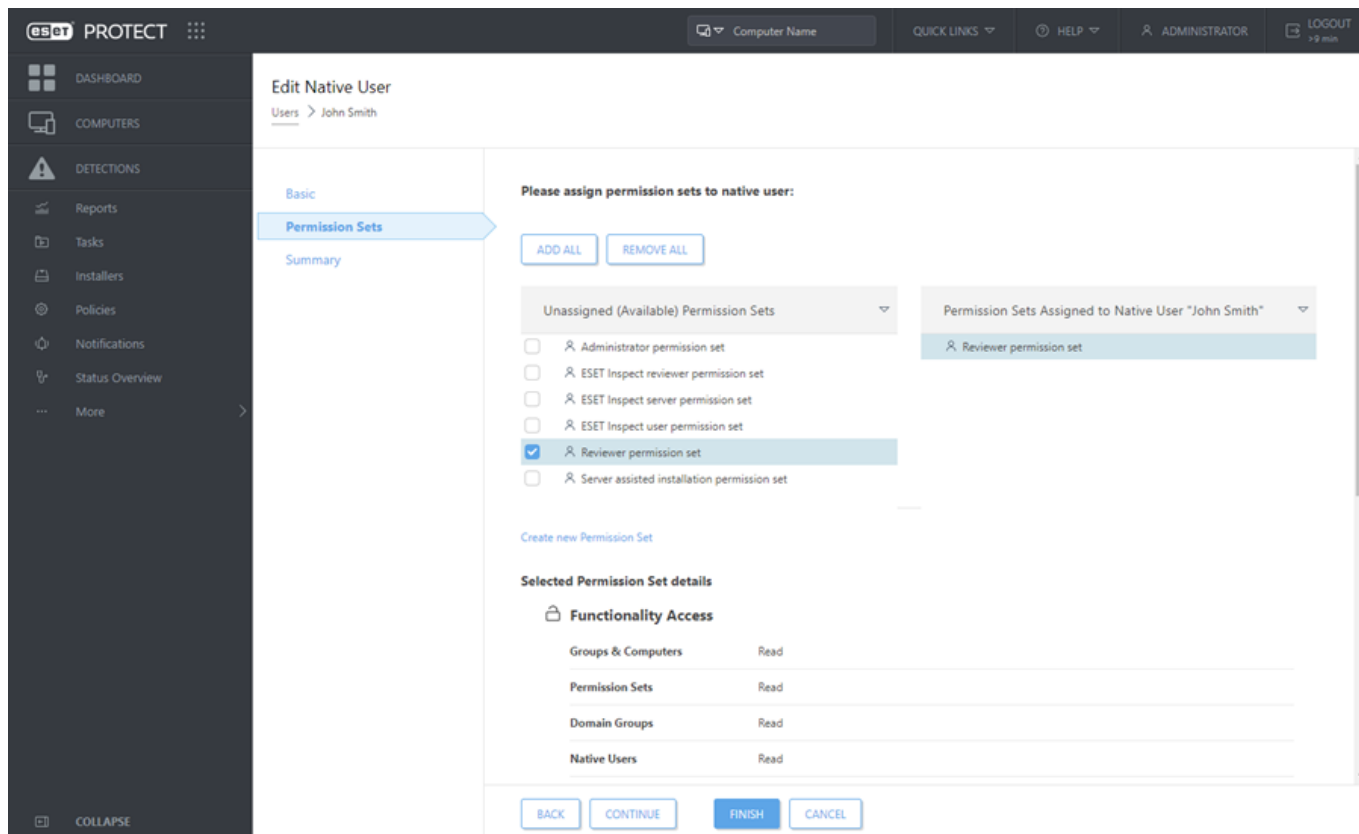 eset PROTECT
Computer Name
QUICK LINKS
HELP
ADMINISTRATOR
LOGOUT
>9 min
DASHBOARD
COMPUTERS
DETECTIONS
Reports
Tasks
Installers
Policies
Notifications
Status Overview
More
COLLAPSE
Edit Native User
Users > John Smith
Basic
Permission Sets
Summary
Please assign permission sets to native user:
ADD ALL REMOVE ALL
Unassigned (Available) Permission Sets
Administrator permission set
ESET Inspect reviewer permission set
ESET Inspect server permission set
ESET Inspect user permission set
Reviewer permission set
Server assisted installation permission set
Permission Sets Assigned to Native User "John Smith"
Reviewer permission set
Create new Permission Set
Selected Permission Set details
Functionality Access
Groups & Computers Read
Permission Sets Read
Domain Groups Read
Native Users Read
BACK CONTINUE FINISH CANCEL